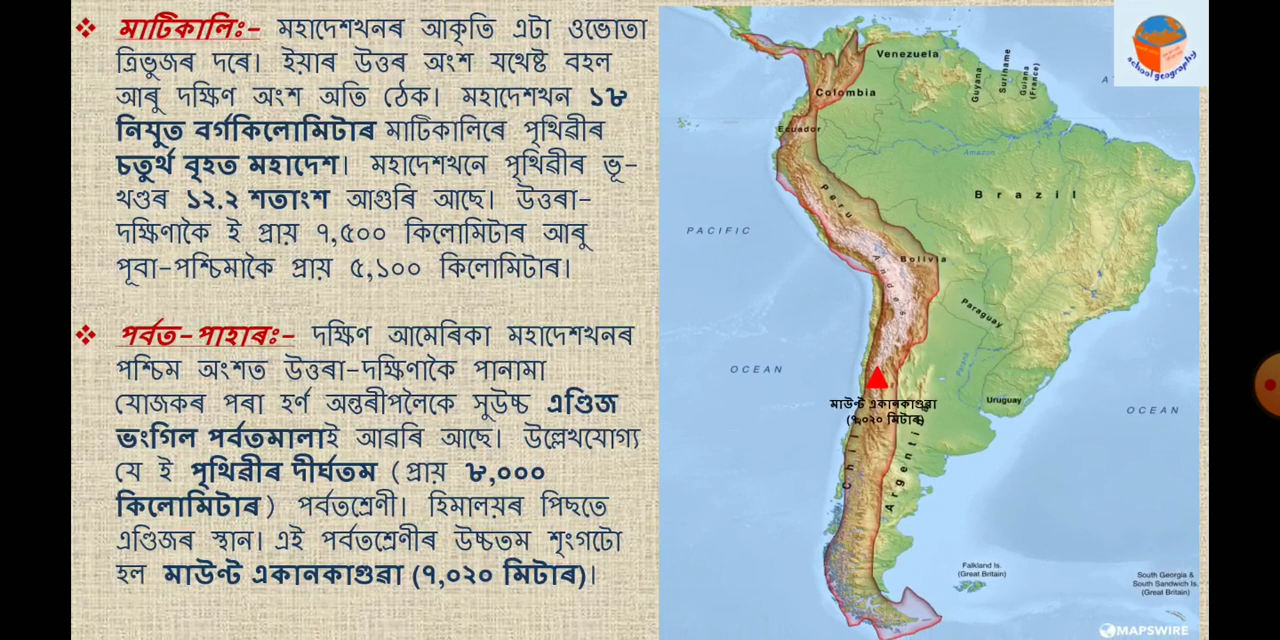 ❖ মাটিকালিঃ- মহাদেশখনৰ আকৃতি এটা ওভোতা
ত্ৰিভুজৰ দৰে। ইয়াৰ উত্তৰ অংশ যথেষ্ট বহল
আৰু দক্ষিণ অংশ অতি ঠেক। মহাদেশখন ১৮
নিযুত বৰ্গকিলোমিটাৰ মাটিকালিৰে পৃথিৱীৰ
চতুৰ্থ বৃহত মহাদেশ। মহাদেশখনে পৃথিৱীৰ ভূ-
খণ্ডৰ ১২.২ শতাংশ আগুৰি আছে। উত্তৰা-
দক্ষিণাকৈ ই প্ৰায় ৭,৫০০ কিলোমিটাৰ আৰু
পূবা-পশ্চিমাকৈ প্ৰায় ৫,১০০ কিলোমিটাৰ।
❖ পৰ্বত-পাহাৰঃ- দক্ষিণ আমেৰিকা মহাদেশখনৰ
পশ্চিম অংশত উত্তৰা-দক্ষিণাকৈ পানামা
যোজকৰ পৰা হৰ্ণ অন্তৰীপলৈকে সুউচ্চ এণ্ডিজ
ভংগিল পৰ্বতমালাই আৱৰি আছে। উল্লেখযোগ্য
যে ই পৃথিৱীৰ দীৰ্ঘতম (প্ৰায় ৮,০০০
কিলোমিটাৰ) পৰ্বতশ্ৰেণী। হিমালয়ৰ পিছতে
এণ্ডিজৰ স্থান। এই পৰ্বতশ্ৰেণীৰ উচ্চতম শৃংগটো
হল মাউণ্ট একানকাগুৱা (৭,০২০ মিটাৰ)।
school geography
Venezuela
Guyana
Suriname
Guiana
(France)
Colombia
Ecuador
Amazon
Peru
Brazil
PACIFIC
Bolivia
Andes
Paraguay
OCEAN
Paraná
মাউণ্ট একানকাগুৱা
(৭,০২০ মিটাৰ)
Uruguay
OCEAN
Chile
Argentina
Falkland Is.
(Great Britain)
South Georgia &
South Sandwich Is.
(Great Britain)
MAPSWIRE